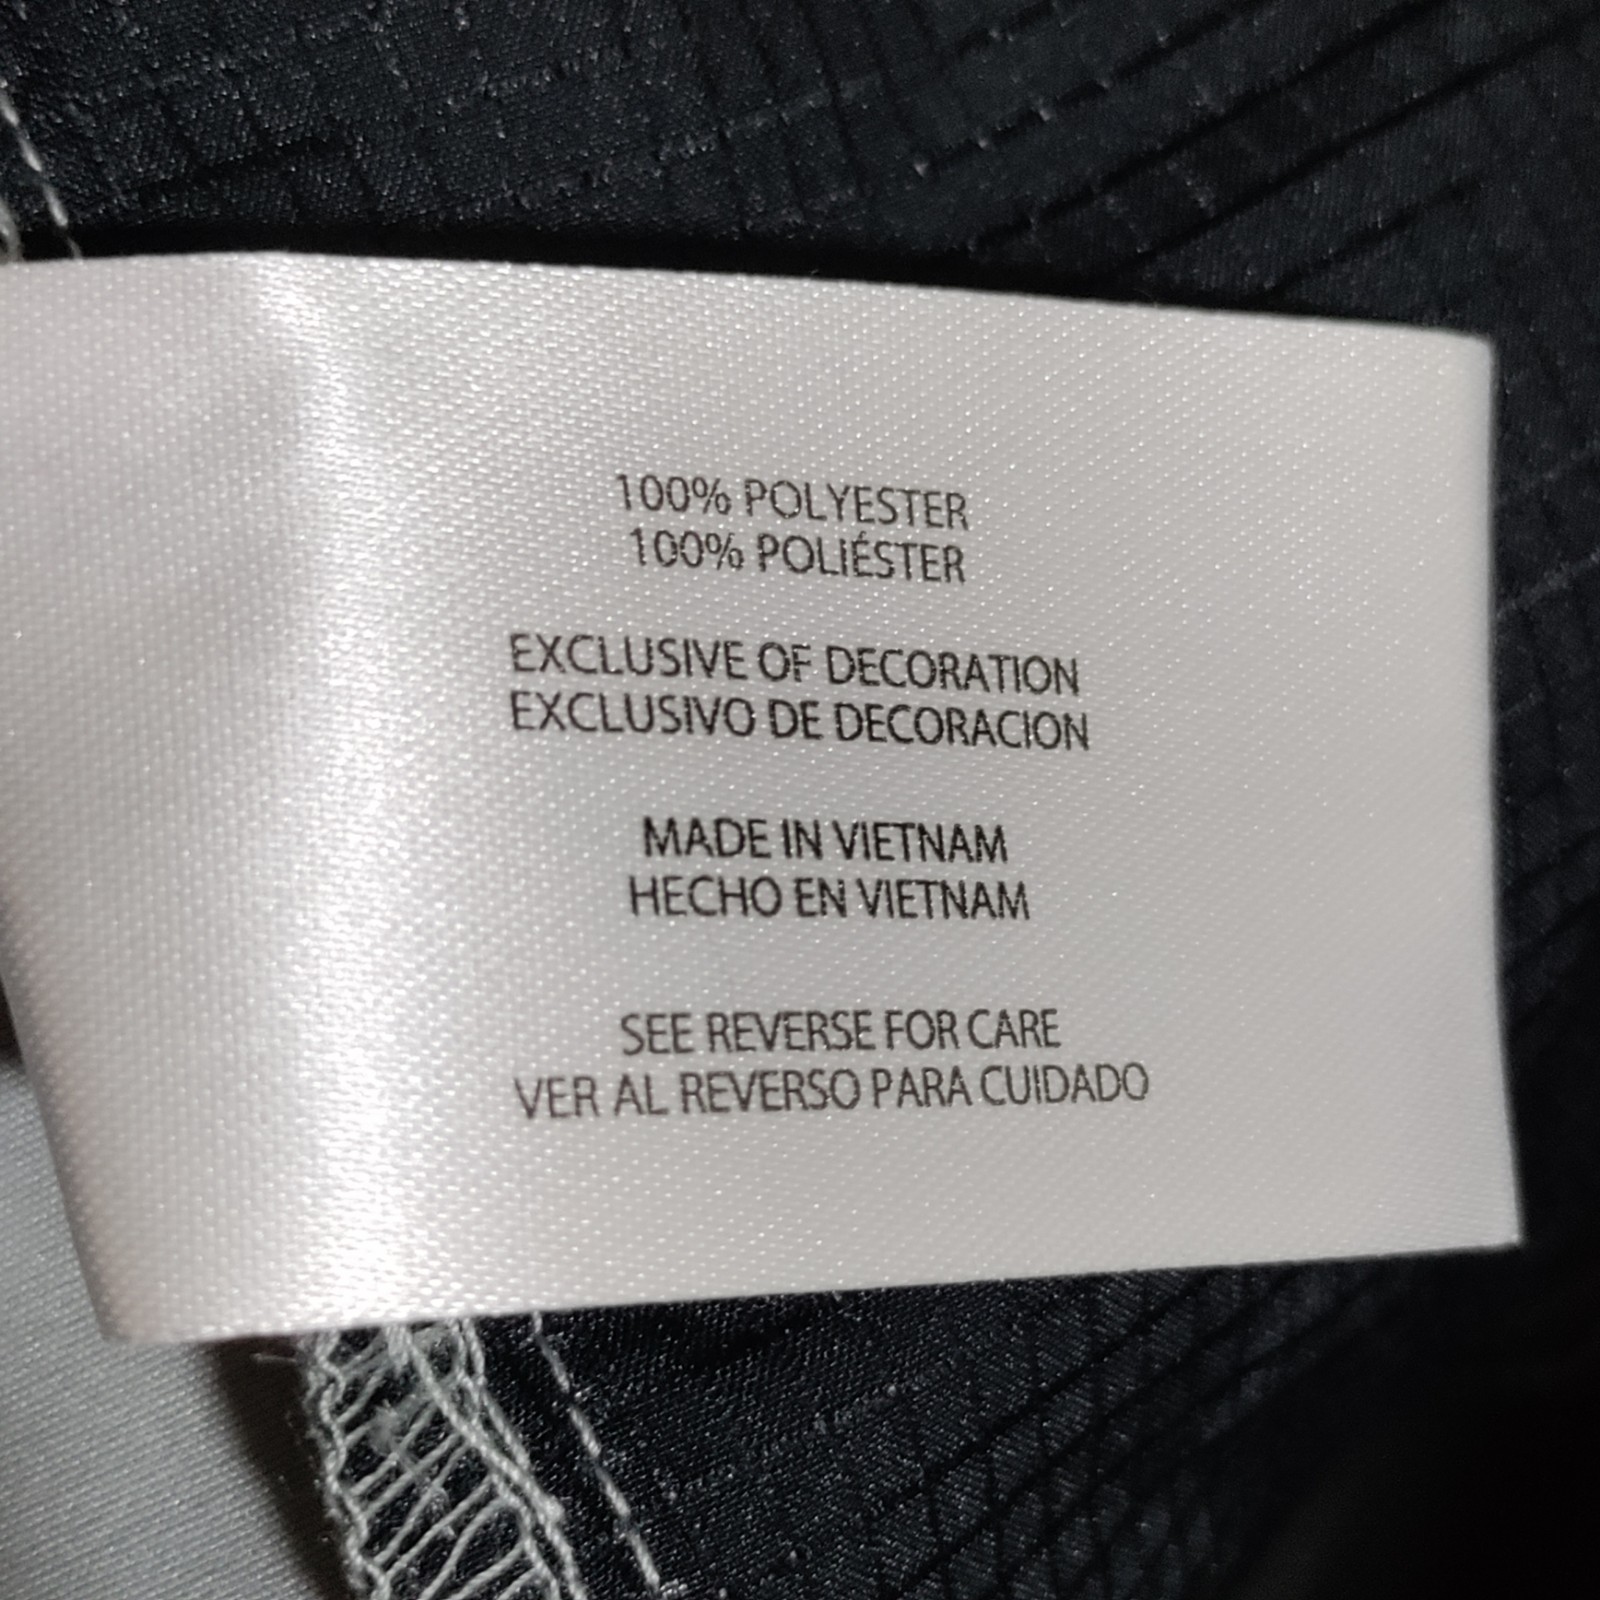 100% POLYESTER
100% POLIÉSTER
EXCLUSIVE OF DECORATION
EXCLUSIVO DE DECORACION
MADE IN VIETNAM
HECHO EN VIETNAM
SEE REVERSE FOR CARE
VER AL REVERSO PARA CUIDADO